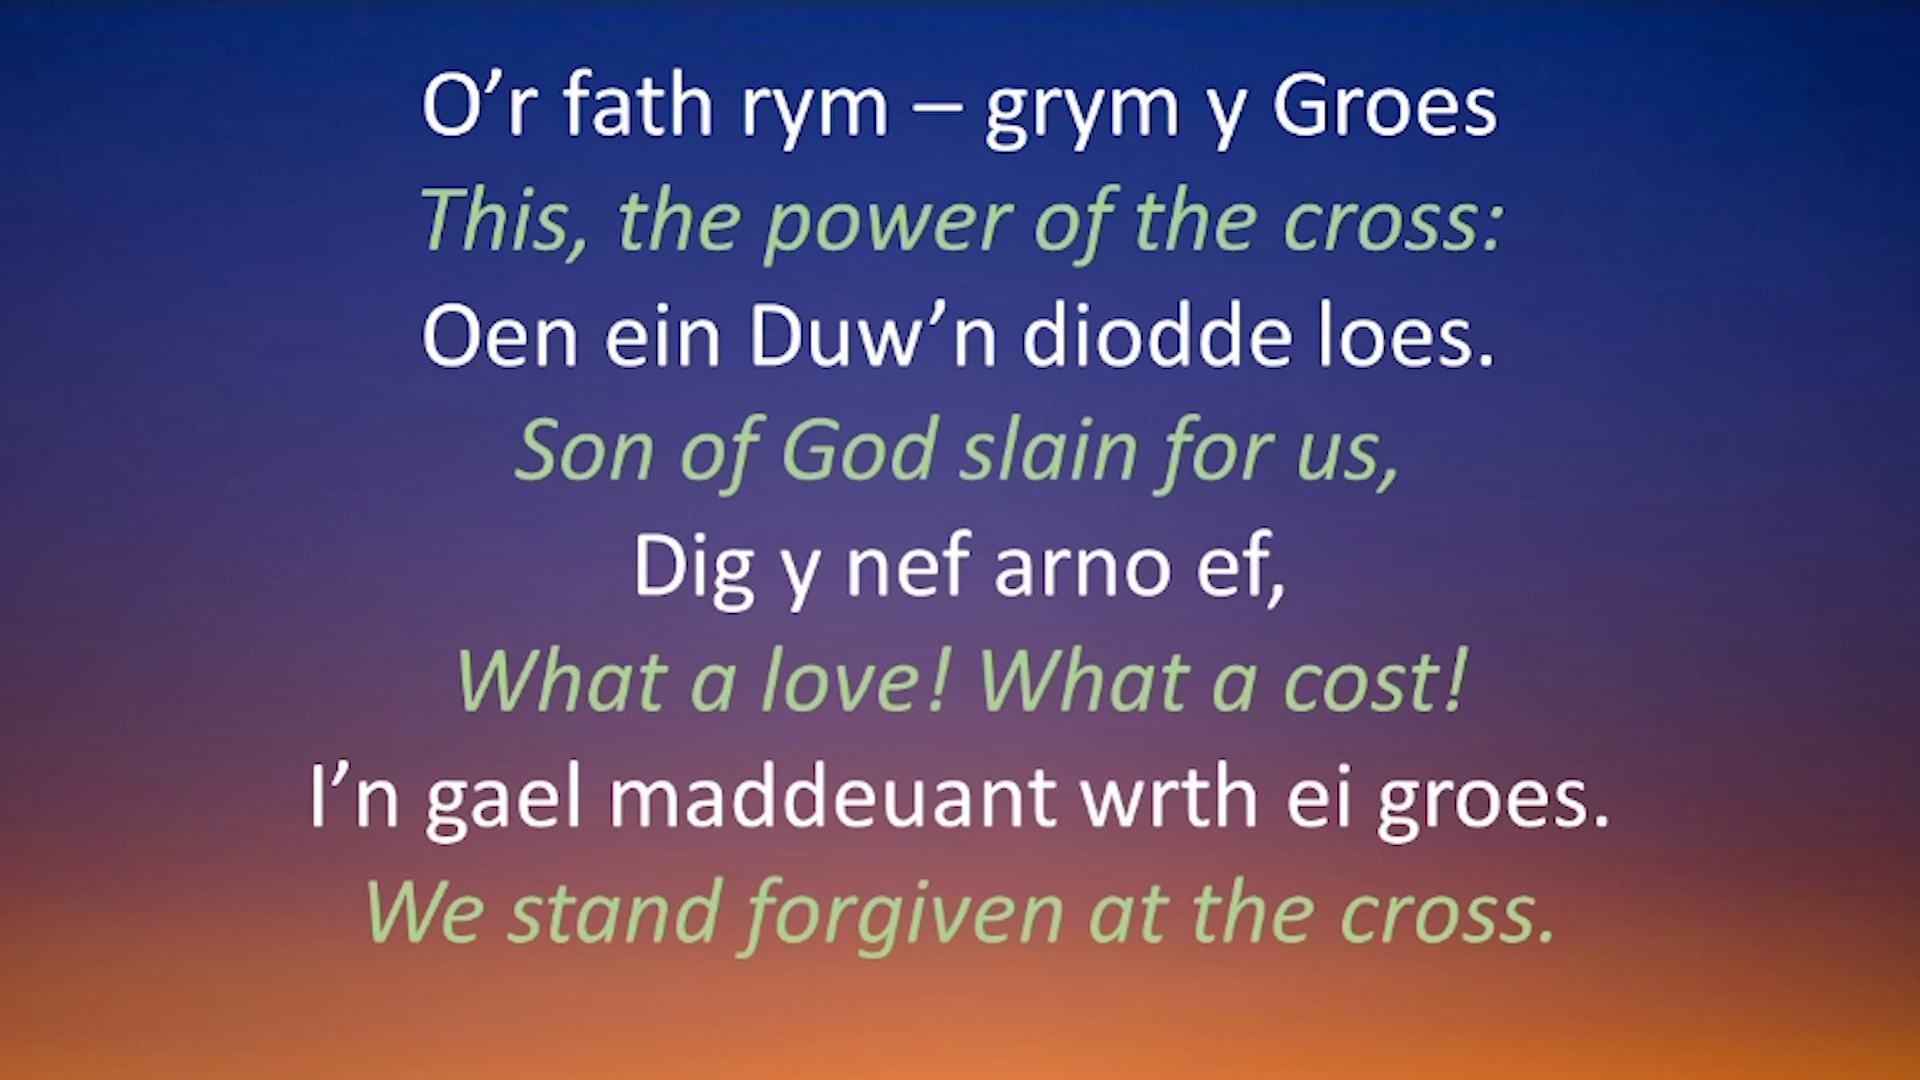 O’r fath rym – grym y Groes
This, the power of the cross:
Oen ein Duw’n diodde loes.
Son of God slain for us,
Dig y nef arno ef,
What a love! What a cost!
I’n gael maddeuant wrth ei groes.
We stand forgiven at the cross.